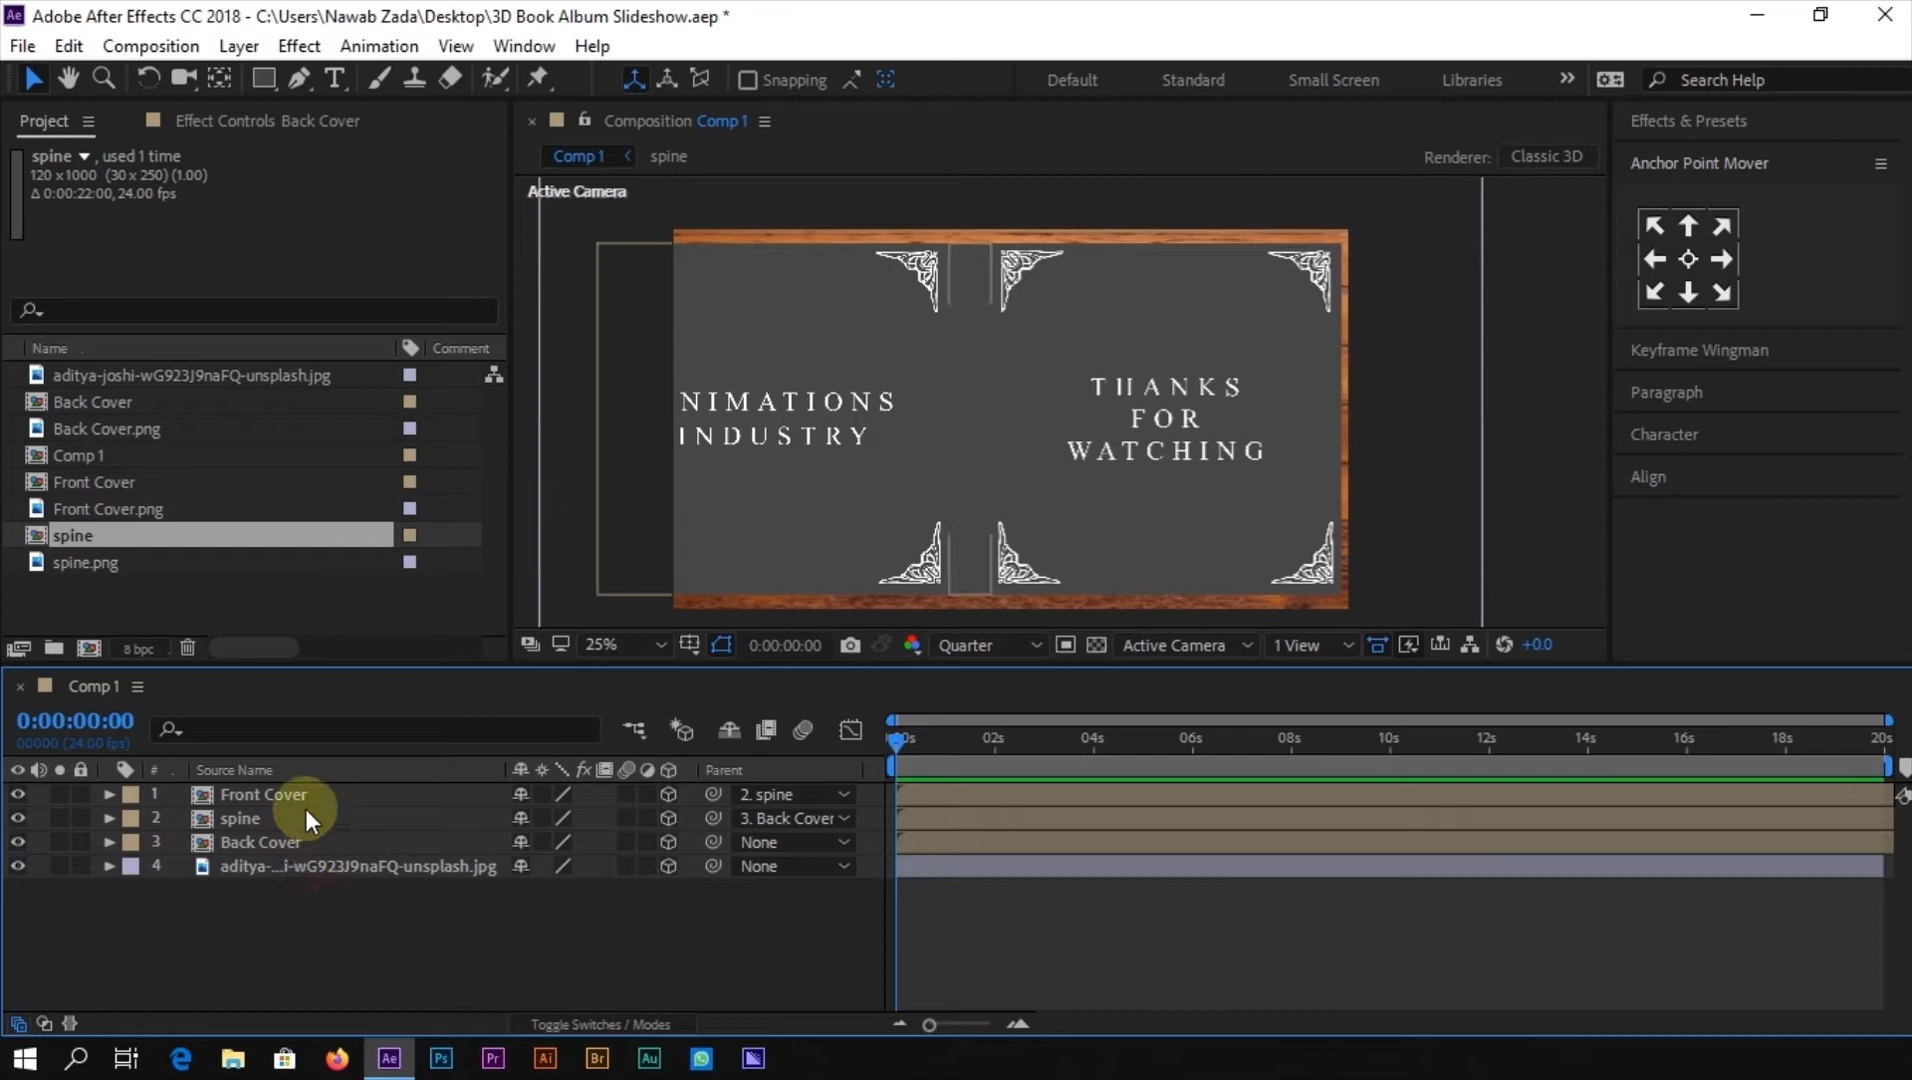 Adobe After Effects CC 2018 - C:\Users\Nawab Zada\Desktop\3D Book Album Slideshow.aep *
File Edit Composition Layer Effect Animation View Window Help
Snapping
Default Standard Small Screen Libraries
Search Help
Project
Effect Controls Back Cover
Composition Comp 1
Effects & Presets
spine , used 1 time
120 x1000 (30 x 250) (1.00)
Δ 0:00:22:00, 24.00 fps
Comp 1 spine
Renderer: Classic 3D
Anchor Point Mover
Active Camera
Name Comment
aditya-joshi-wG923J9naFQ-unsplash.jpg
Back Cover
Back Cover.png
Comp 1
Front Cover
Front Cover.png
spine
spine.png
NIMATIONS
INDUSTRY
THANKS
FOR
WATCHING
Keyframe Wingman
Paragraph
Character
Align
8 bpc
25% 0:00:00:00 Quarter Active Camera 1 View +0.0
Comp 1
0:00:00:00
00000 (24.00 fps)
02s 04s 06s 08s 10s 12s 14s 16s 18s 20s
# Source Name Parent
1 Front Cover 2. spine
2 spine 3. Back Cover
3 Back Cover None
4 aditya-...i-wG923J9naFQ-unsplash.jpg None
Toggle Switches / Modes
Ae Ps Pr Ai Br Au